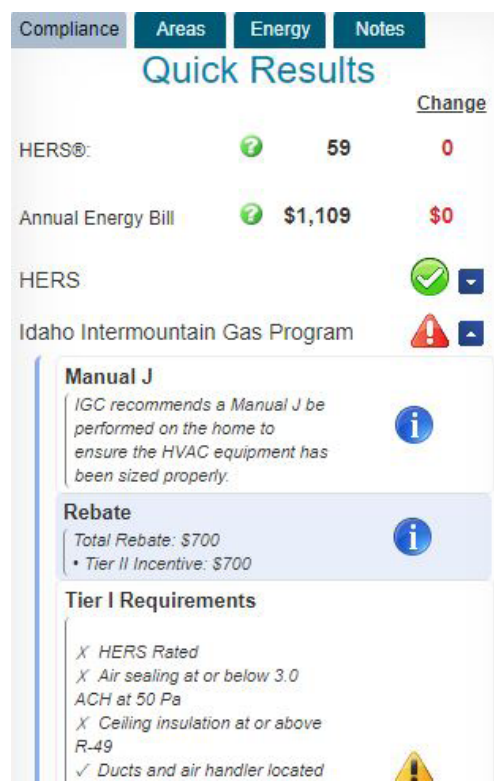 Compliance Areas Energy Notes
Quick Results
Change
HERS®: 59 0
Annual Energy Bill $1,109 $0
HERS
Idaho Intermountain Gas Program
Manual J
IGC recommends a Manual J be
performed on the home to
ensure the HVAC equipment has
been sized properly.
Rebate
Total Rebate: $700
• Tier II Incentive: $700
Tier I Requirements
X HERS Rated
X Air sealing at or below 3.0
ACH at 50 Pa
X Ceiling insulation at or above
R-49
✓ Ducts and air handler located